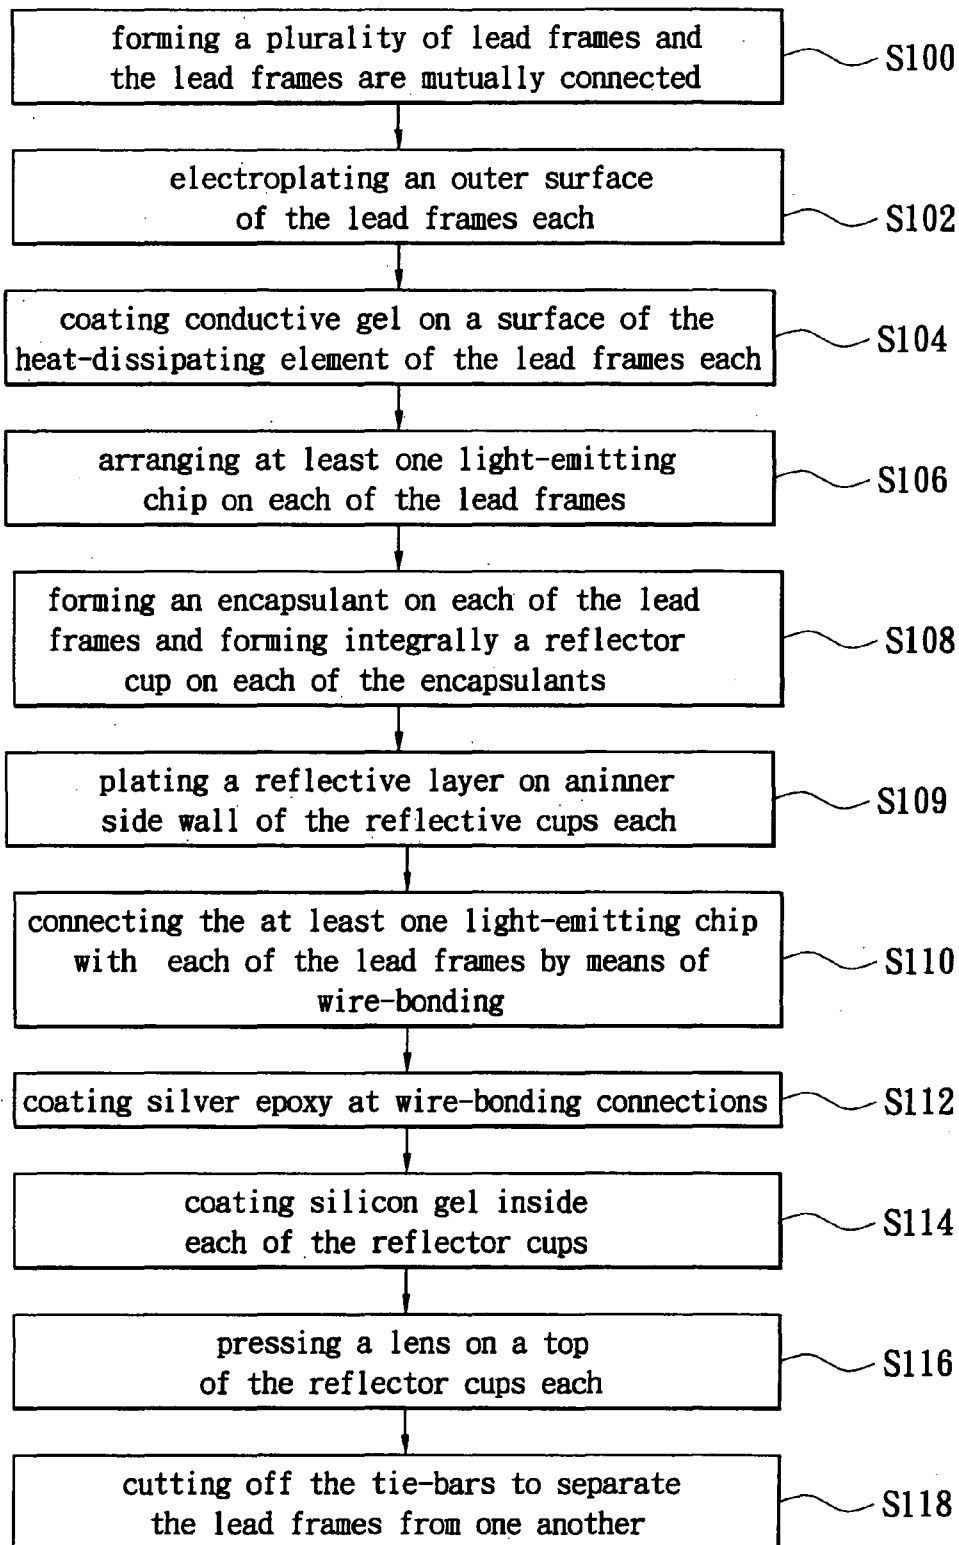 forming a plurality of lead frames and
the lead frames are mutually connected
S100
electroplating an outer surface
of the lead frames each
S102
coating conductive gel on a surface of the
heat-dissipating element of the lead frames each
S104
arranging at least one light-emitting
chip on each of the lead frames
S106
forming an encapsulant on each of the lead
frames and forming integrally a reflector
cup on each of the encapsulants
S108
plating a reflective layer on aninner
side wall of the reflective cups each
S109
connecting the at least one light-emitting chip
with each of the lead frames by means of
wire-bonding
S110
coating silver epoxy at wire-bonding connections
S112
coating silicon gel inside
each of the reflector cups
S114
pressing a lens on a top
of the reflector cups each
S116
cutting off the tie-bars to separate
the lead frames from one another
S118